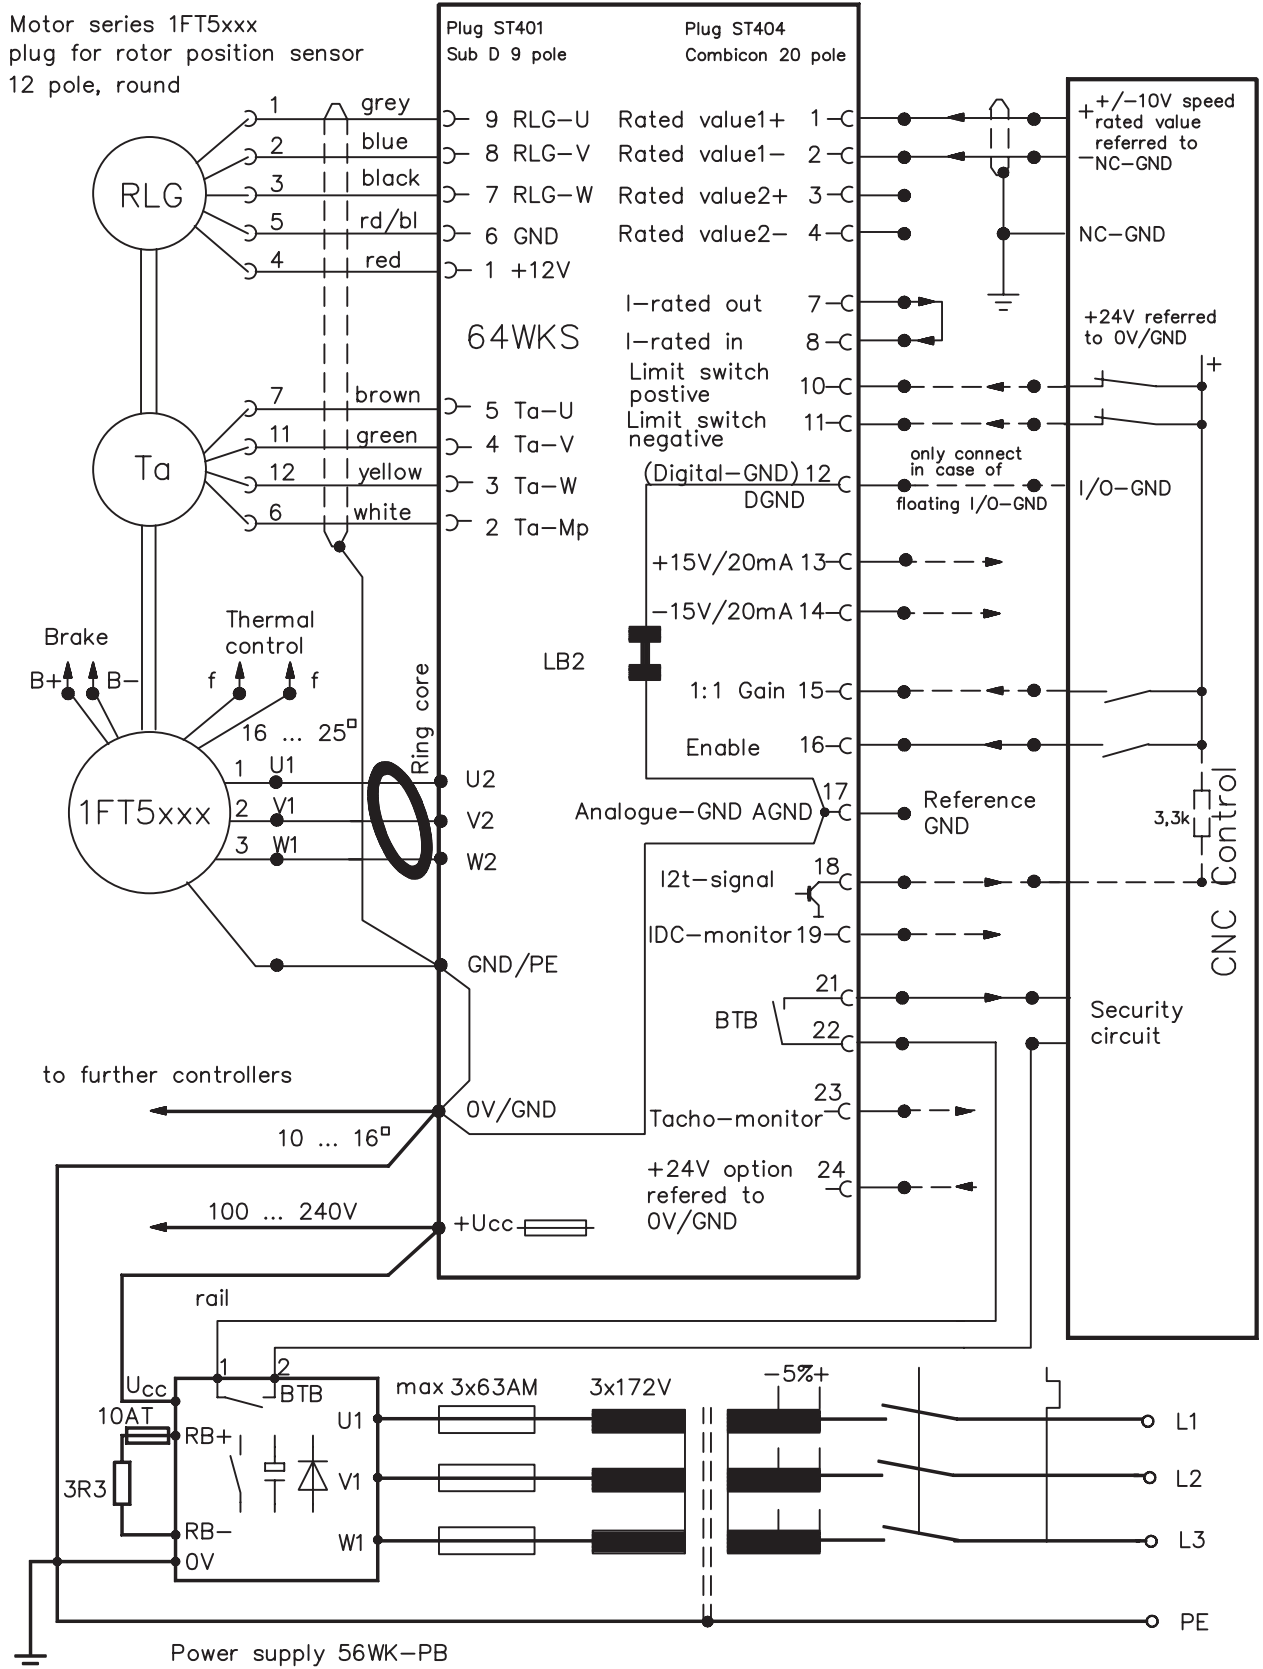 Motor series 1FT5xxx
plug for rotor position sensor
12 pole, round
Plug ST401
Sub D 9 pole
Plug ST404
Combicon 20 pole
RLG
1 grey
2 blue
3 black
5 rd/bl
4 red
9 RLG-U
8 RLG-V
7 RLG-W
6 GND
1 +12V
64WKS
Rated value1+ 1
Rated value1- 2
Rated value2+ 3
Rated value2- 4
I-rated out 7
I-rated in 8
Limit switch
postive
10
Limit switch
negative
11
(Digital-GND) 12
DGND
+ +/-10V speed
rated value
referred to
- NC-GND
NC-GND
+24V referred
to 0V/GND
+
only connect
in case of
floating I/O-GND
I/O-GND
Ta
7 brown
11 green
12 yellow
6 white
5 Ta-U
4 Ta-V
3 Ta-W
2 Ta-Mp
+15V/20mA 13
-15V/20mA 14
LB2
1:1 Gain 15
Enable 16
17
Analogue-GND AGND
Reference
GND
3,3k
CNC Control
I2t-signal 18
IDC-monitor 19
21
BTB
22
Security
circuit
23
Tacho-monitor
+24V option 24
refered to
0V/GND
Brake
B+ B-
Thermal
control
f f
16 ... 25□
Ring core
1FT5xxx
1 U1
2 V1
3 W1
U2
V2
W2
GND/PE
to further controllers
0V/GND
10 ... 16□
100 ... 240V
+Ucc
rail
1 2
Ucc
BTB
10AT
RB+
3R3
RB-
0V
U1
V1
W1
max 3x63AM
3x172V
-5%+
L1
L2
L3
PE
Power supply 56WK-PB